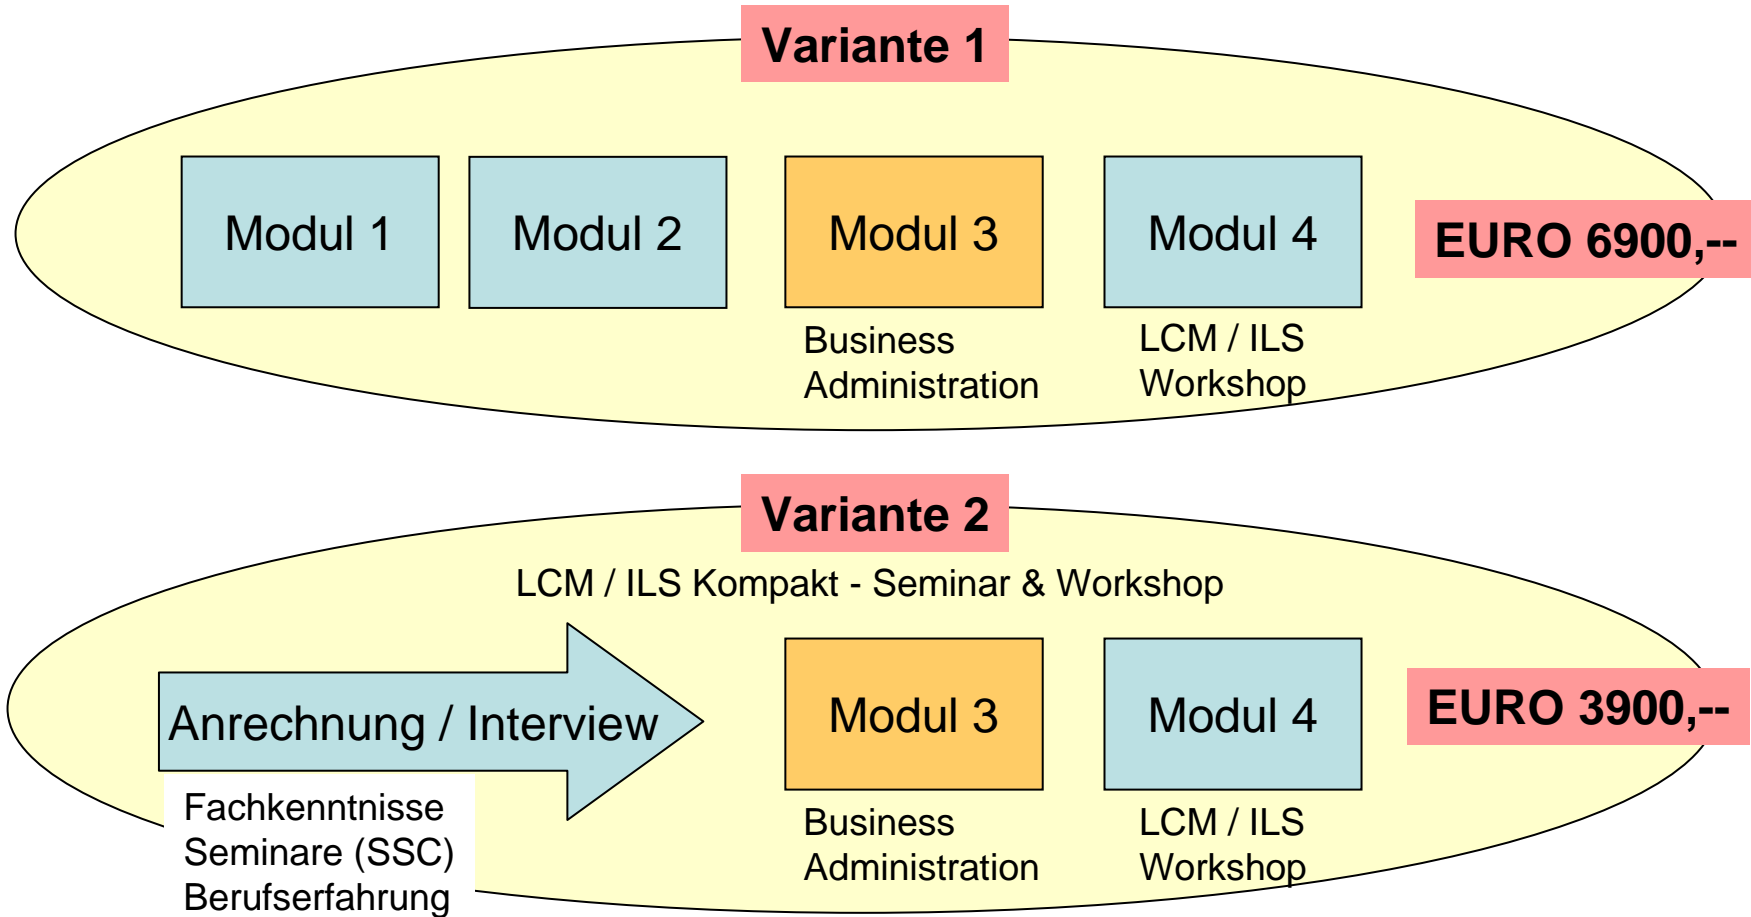 Variante 1
Modul 1
Modul 2
Modul 3
Modul 4
EURO 6900,--
Business
Administration
LCM / ILS
Workshop
Variante 2
LCM / ILS Kompakt - Seminar & Workshop
Anrechnung / Interview
Modul 3
Modul 4
EURO 3900,--
Fachkenntnisse
Seminare (SSC)
Berufserfahrung
Business
Administration
LCM / ILS
Workshop